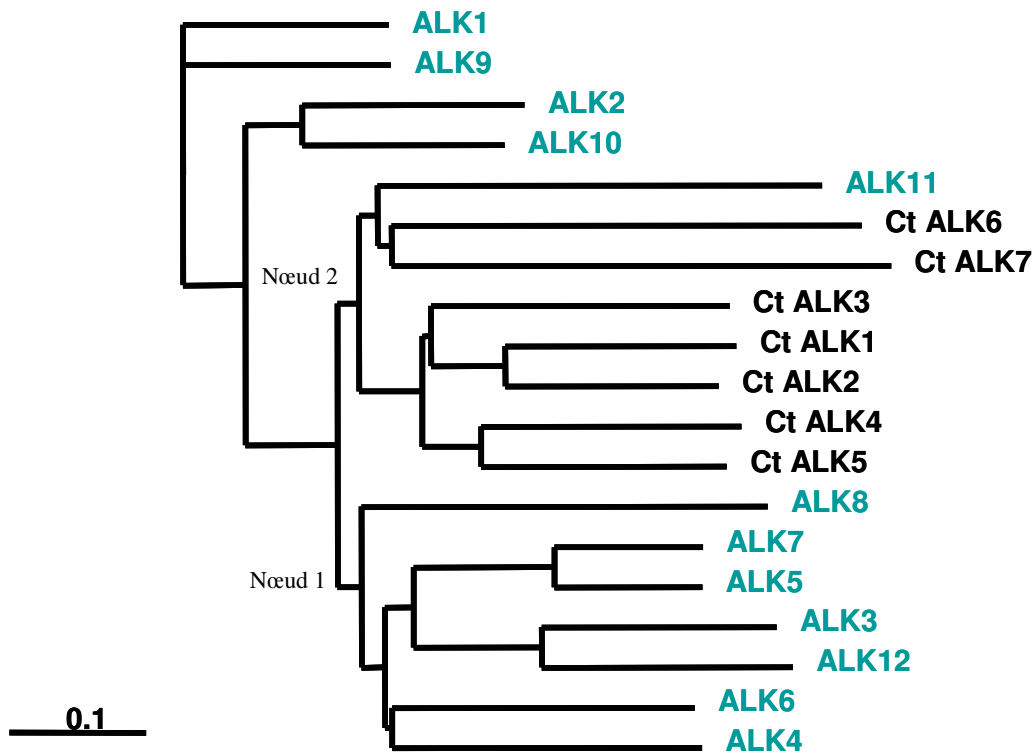 ALK1
ALK9
ALK2
ALK10
ALK11
Ct ALK6
Ct ALK7
Nœud 2
Ct ALK3
Ct ALK1
Ct ALK2
Ct ALK4
Ct ALK5
ALK8
ALK7
Nœud 1
ALK5
ALK3
ALK12
ALK6
0.1
ALK4